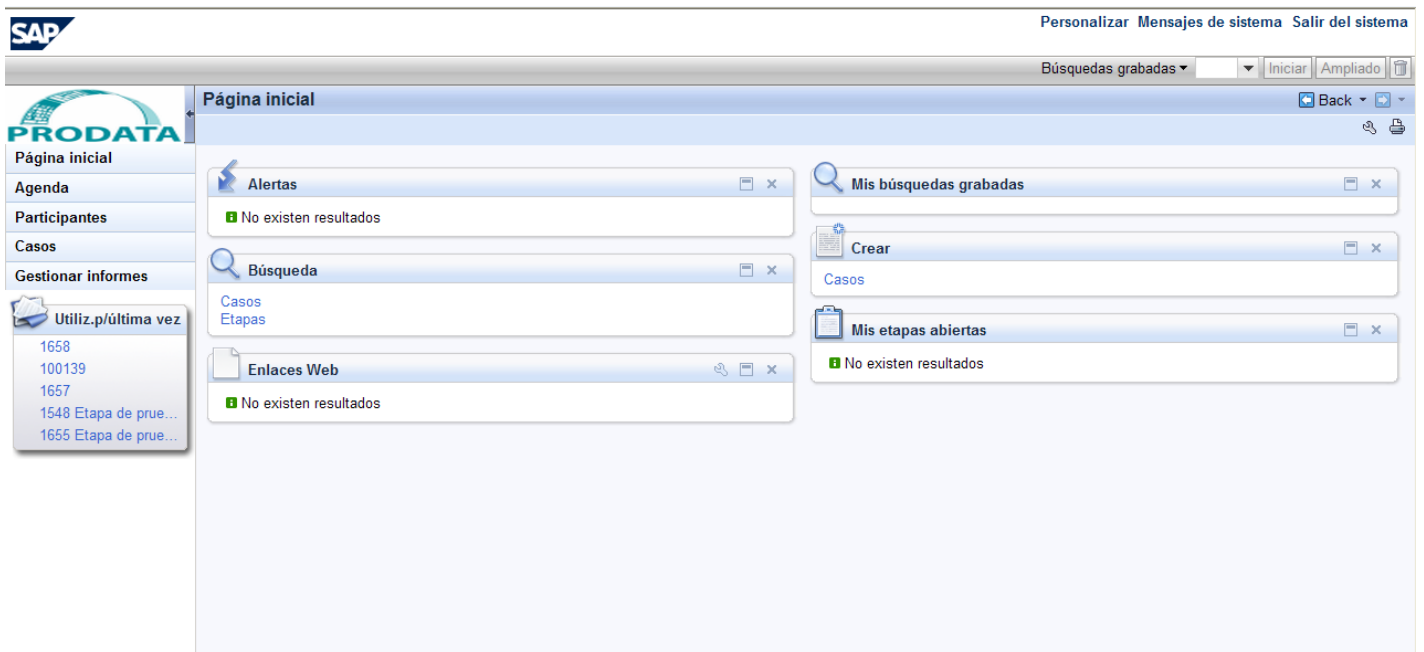 SAP
Personalizar Mensajes de sistema Salir del sistema
Búsquedas grabadas Iniciar Ampliado
PRODATA
Página inicial
Back
Página inicial
Agenda
Participantes
Casos
Gestionar informes
Utiliz.p/última vez
1658
100139
1657
1548 Etapa de prue...
1655 Etapa de prue...
Alertas
No existen resultados
Búsqueda
Casos
Etapas
Enlaces Web
No existen resultados
Mis búsquedas grabadas
Crear
Casos
Mis etapas abiertas
No existen resultados